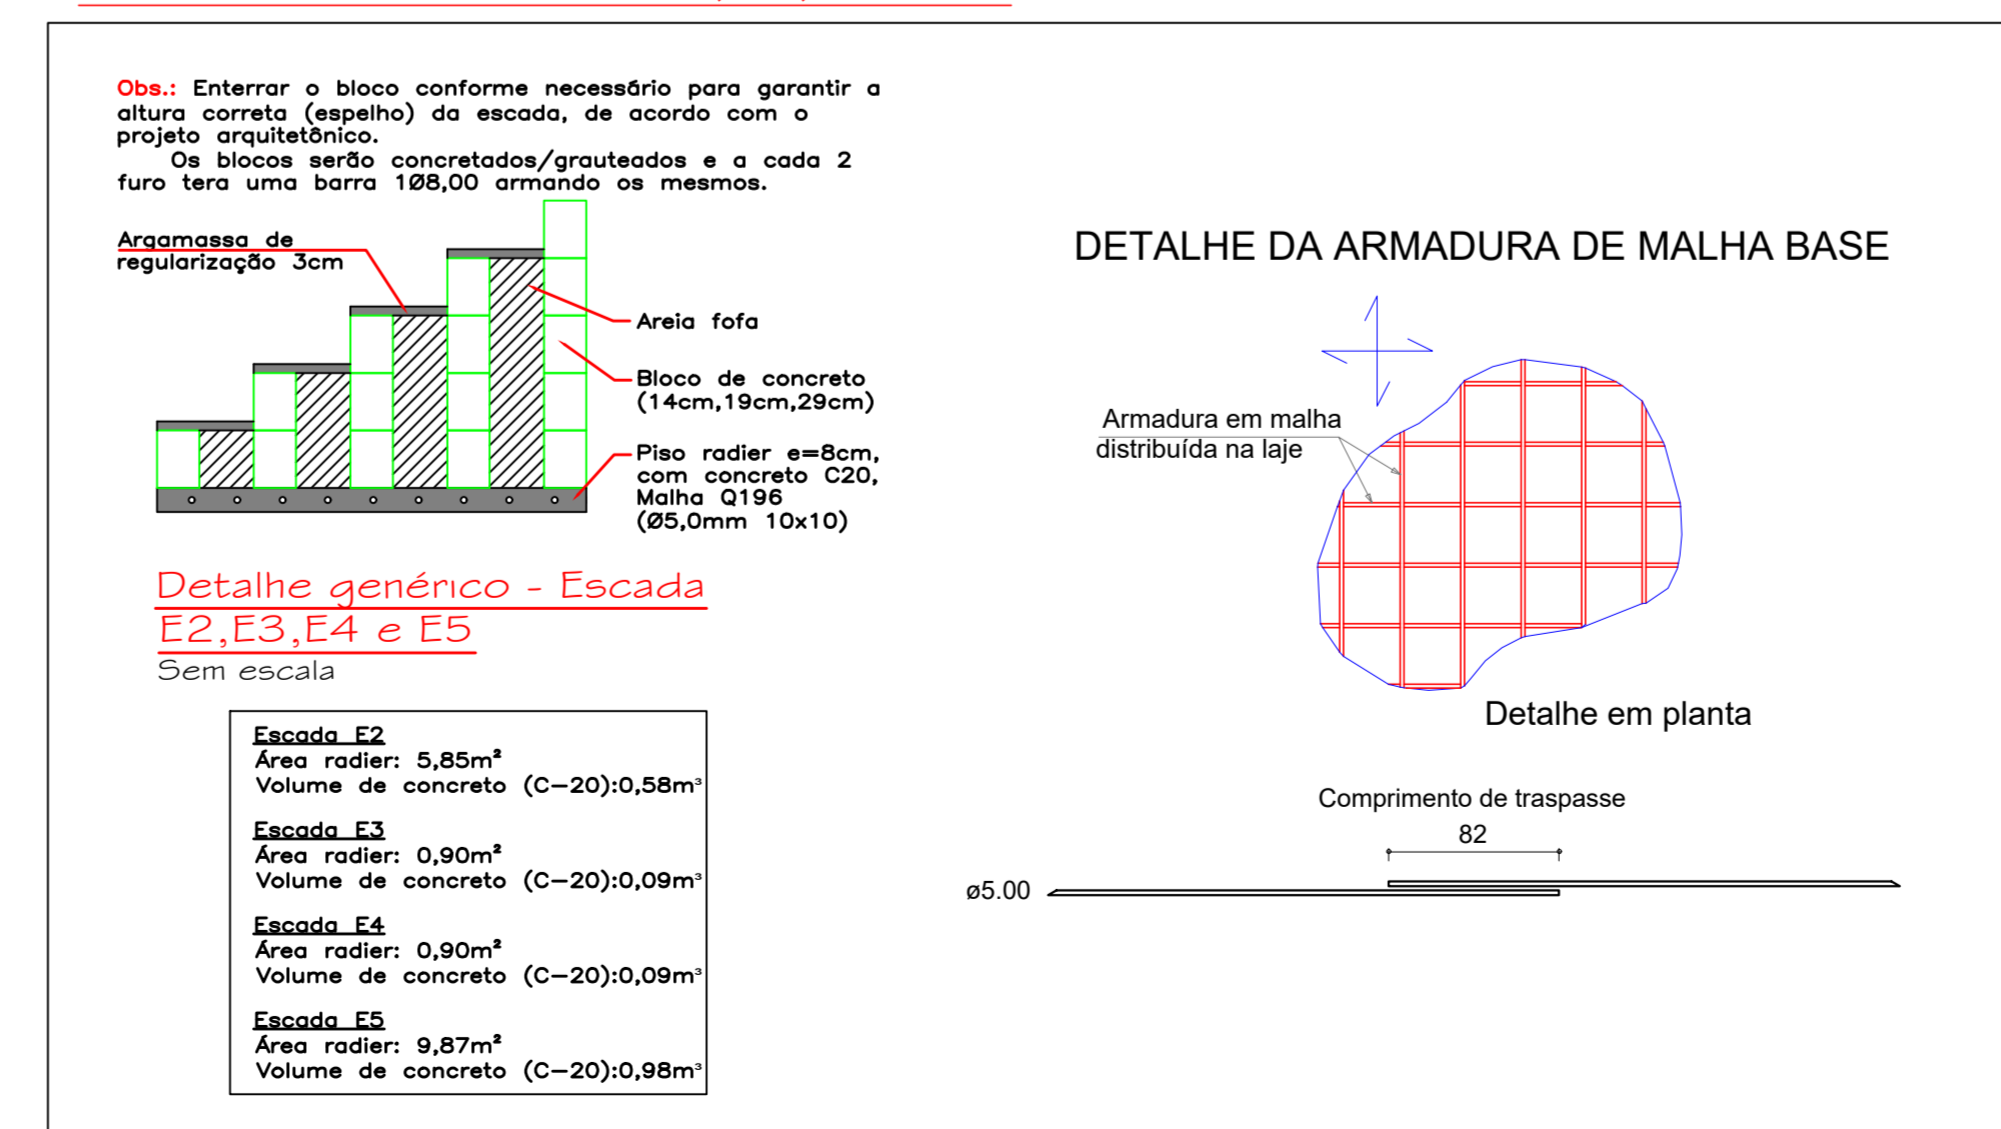 Obs.: Enterrar o bloco conforme necessário para garantir a
altura correta (espelho) da escada, de acordo com o
projeto arquitetônico.
Os blocos serão concretados/grauteados e a cada 2
furo tera uma barra 1Ø8,00 armando os mesmos.
Argamassa de
regularização 3cm
Areia fofa
Bloco de concreto
(14cm,19cm,29cm)
Piso radier e=8cm,
com concreto C20,
Malha Q196
(Ø5,0mm 10x10)
Detalhe genérico - Escada
E2,E3,E4 e E5
Sem escala
Escada E2
Área radier: 5,85m²
Volume de concreto (C-20):0,58m³
Escada E3
Área radier: 0,90m²
Volume de concreto (C-20):0,09m³
Escada E4
Área radier: 0,90m²
Volume de concreto (C-20):0,09m³
Escada E5
Área radier: 9,87m²
Volume de concreto (C-20):0,98m³
DETALHE DA ARMADURA DE MALHA BASE
Armadura em malha
distribuída na laje
Detalhe em planta
Comprimento de traspasse
82
ø5.00